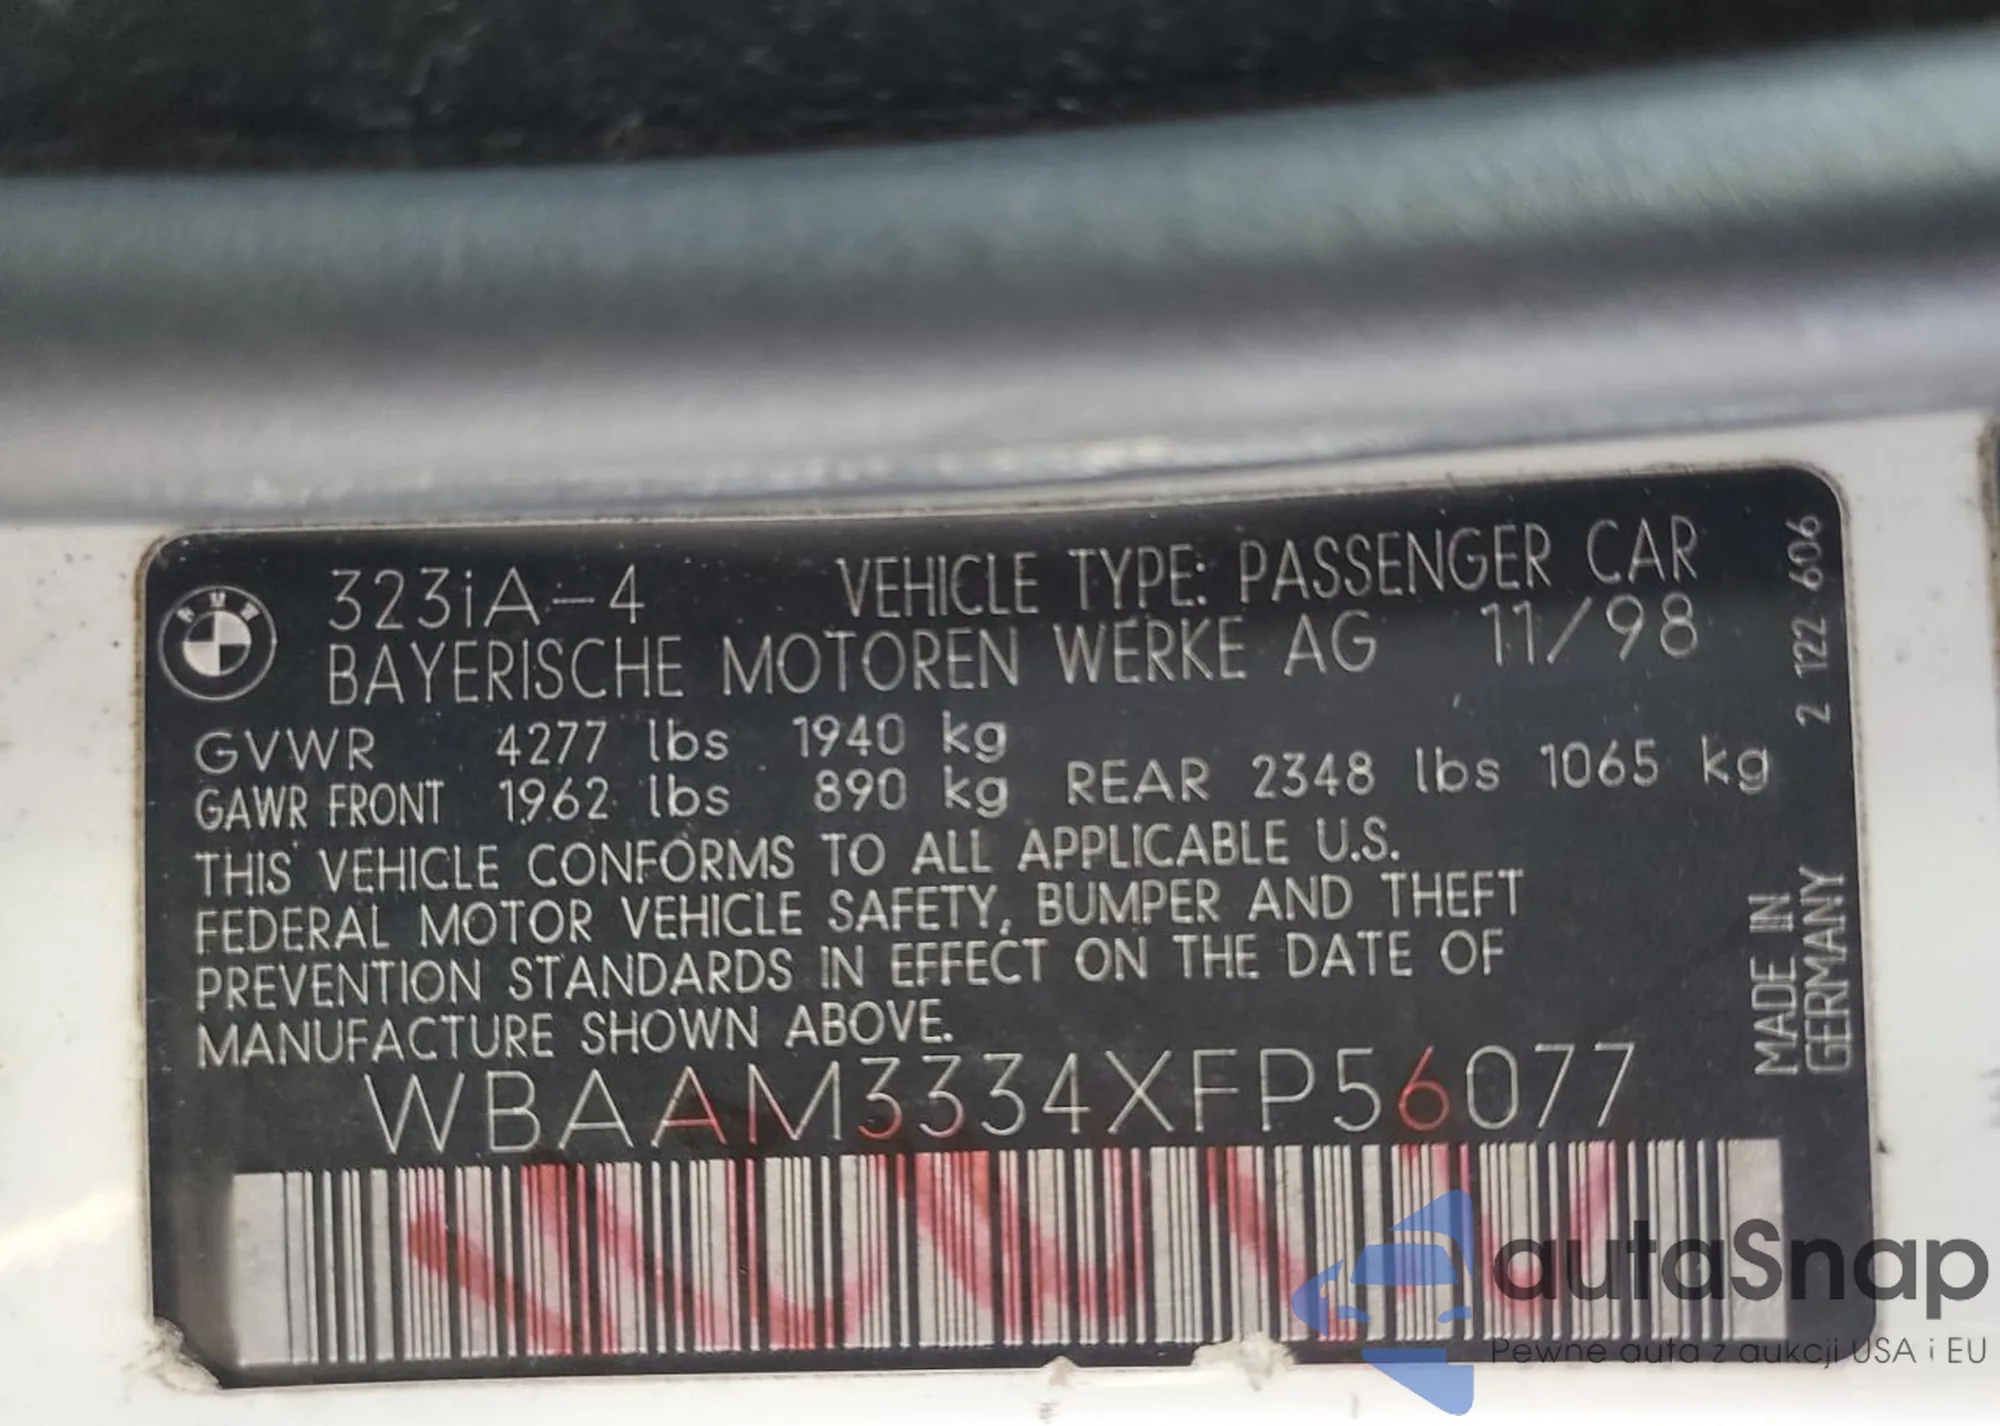 323iA-4 VEHICLE TYPE: PASSENGER CAR
BMW
BAYERISCHE MOTOREN WERKE AG 11/98
GVWR 4277 lbs 1940 kg
GAWR FRONT 1962 lbs 890 kg REAR 2348 lbs 1065 kg
THIS VEHICLE CONFORMS TO ALL APPLICABLE U.S.
FEDERAL MOTOR VEHICLE SAFETY, BUMPER AND THEFT
PREVENTION STANDARDS IN EFFECT ON THE DATE OF
MANUFACTURE SHOWN ABOVE.
WBAAM3334XFP56077
2 122 606
MADE IN
GERMANY
autaSnap
Pewne auta z aukcji USA i EU